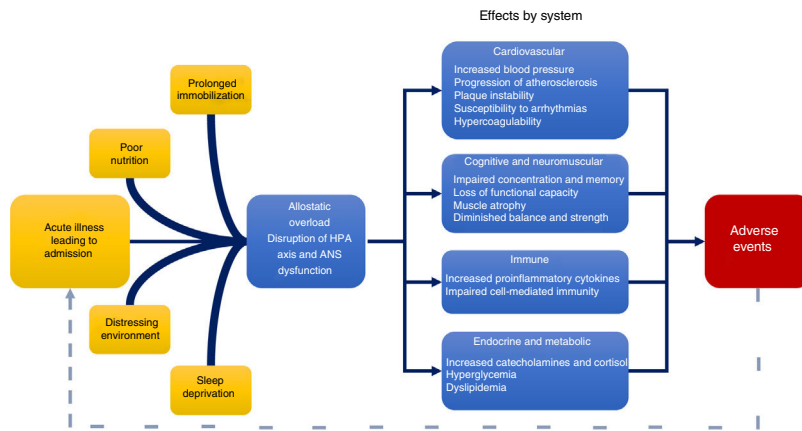 Effects by system
Prolonged
immobilization
Poor
nutrition
Acute illness
leading to
admission
Distressing
environment
Sleep
deprivation
Allostatic
overload
Disruption of HPA
axis and ANS
dysfunction
Cardiovascular
Increased blood pressure
Progression of atherosclerosis
Plaque instability
Susceptibility to arrhythmias
Hypercoagulability
Cognitive and neuromuscular
Impaired concentration and memory
Loss of functional capacity
Muscle atrophy
Diminished balance and strength
Immune
Increased proinflammatory cytokines
Impaired cell-mediated immunity
Endocrine and metabolic
Increased catecholamines and cortisol
Hyperglycemia
Dyslipidemia
Adverse
events